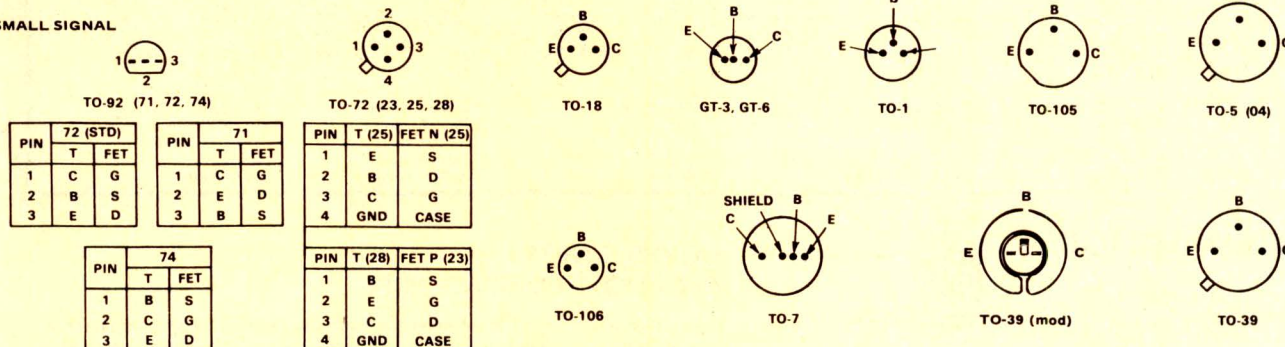 SMALL SIGNAL
1 3
2
TO-92 (71, 72, 74)
2
1 3
4
TO-72 (23, 25, 28)
B
E C
TO-18
B
E C
GT-3, GT-6
E
TO-1
B
E C
TO-105
E
TO-5 (04)
PIN 72 (STD)
T FET
1 C G
2 B S
3 E D
PIN 71
T FET
1 C G
2 E D
3 B S
PIN T (25) FET N (25)
1 E S
2 B D
3 C G
4 GND CASE
PIN 74
T FET
1 B S
2 C G
3 E D
PIN T (28) FET P (23)
1 B S
2 E G
3 C D
4 GND CASE
B
E C
TO-106
SHIELD B
C E
TO-7
B
E C
TO-39 (mod)
B
E
TO-39